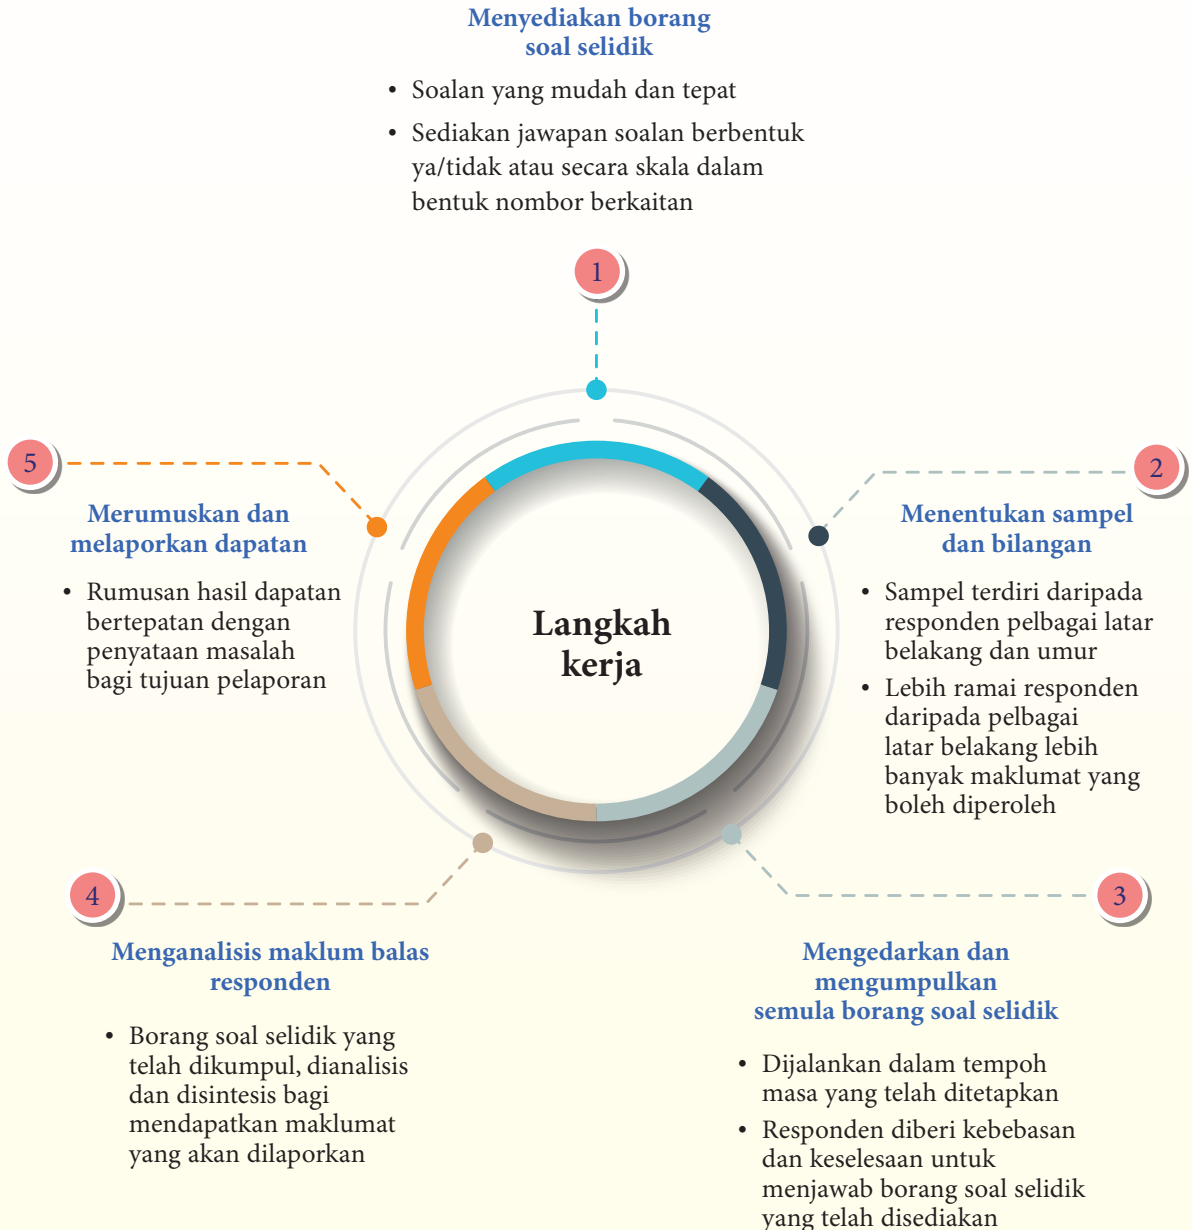 Menyediakan borang
soal selidik
• Soalan yang mudah dan tepat
• Sediakan jawapan soalan berbentuk
ya/tidak atau secara skala dalam
bentuk nombor berkaitan
1
2
Menentukan sampel
dan bilangan
• Sampel terdiri daripada
responden pelbagai latar
belakang dan umur
• Lebih ramai responden
daripada pelbagai
latar belakang lebih
banyak maklumat yang
boleh diperoleh
3
Mengedarkan dan
mengumpulkan
semula borang soal selidik
• Dijalankan dalam tempoh
masa yang telah ditetapkan
• Responden diberi kebebasan
dan keselesaan untuk
menjawab borang soal selidik
yang telah disediakan
4
Menganalisis maklum balas
responden
• Borang soal selidik yang
telah dikumpul, dianalisis
dan disintesis bagi
mendapatkan maklumat
yang akan dilaporkan
5
Merumuskan dan
melaporkan dapatan
• Rumusan hasil dapatan
bertepatan dengan
penyataan masalah
bagi tujuan pelaporan
Langkah
kerja